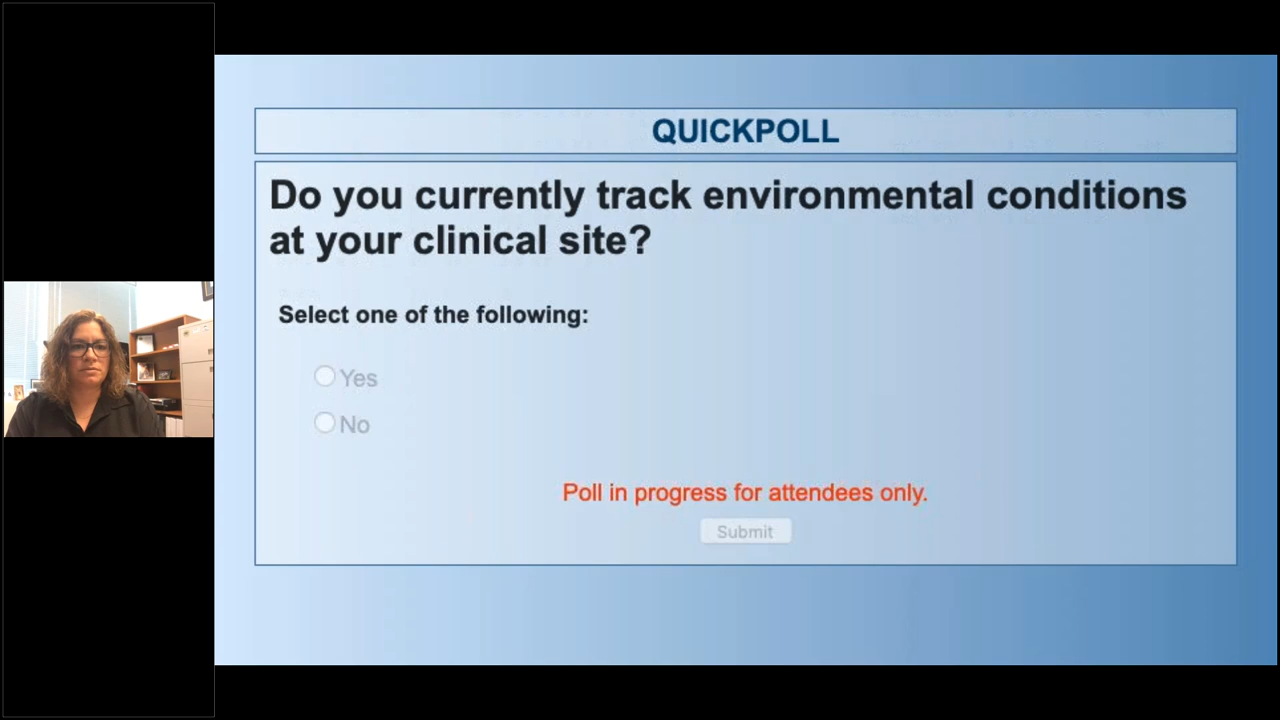 QUICKPOLL
Do you currently track environmental conditions
at your clinical site?
Select one of the following:
Yes
No
Poll in progress for attendees only.
Submit